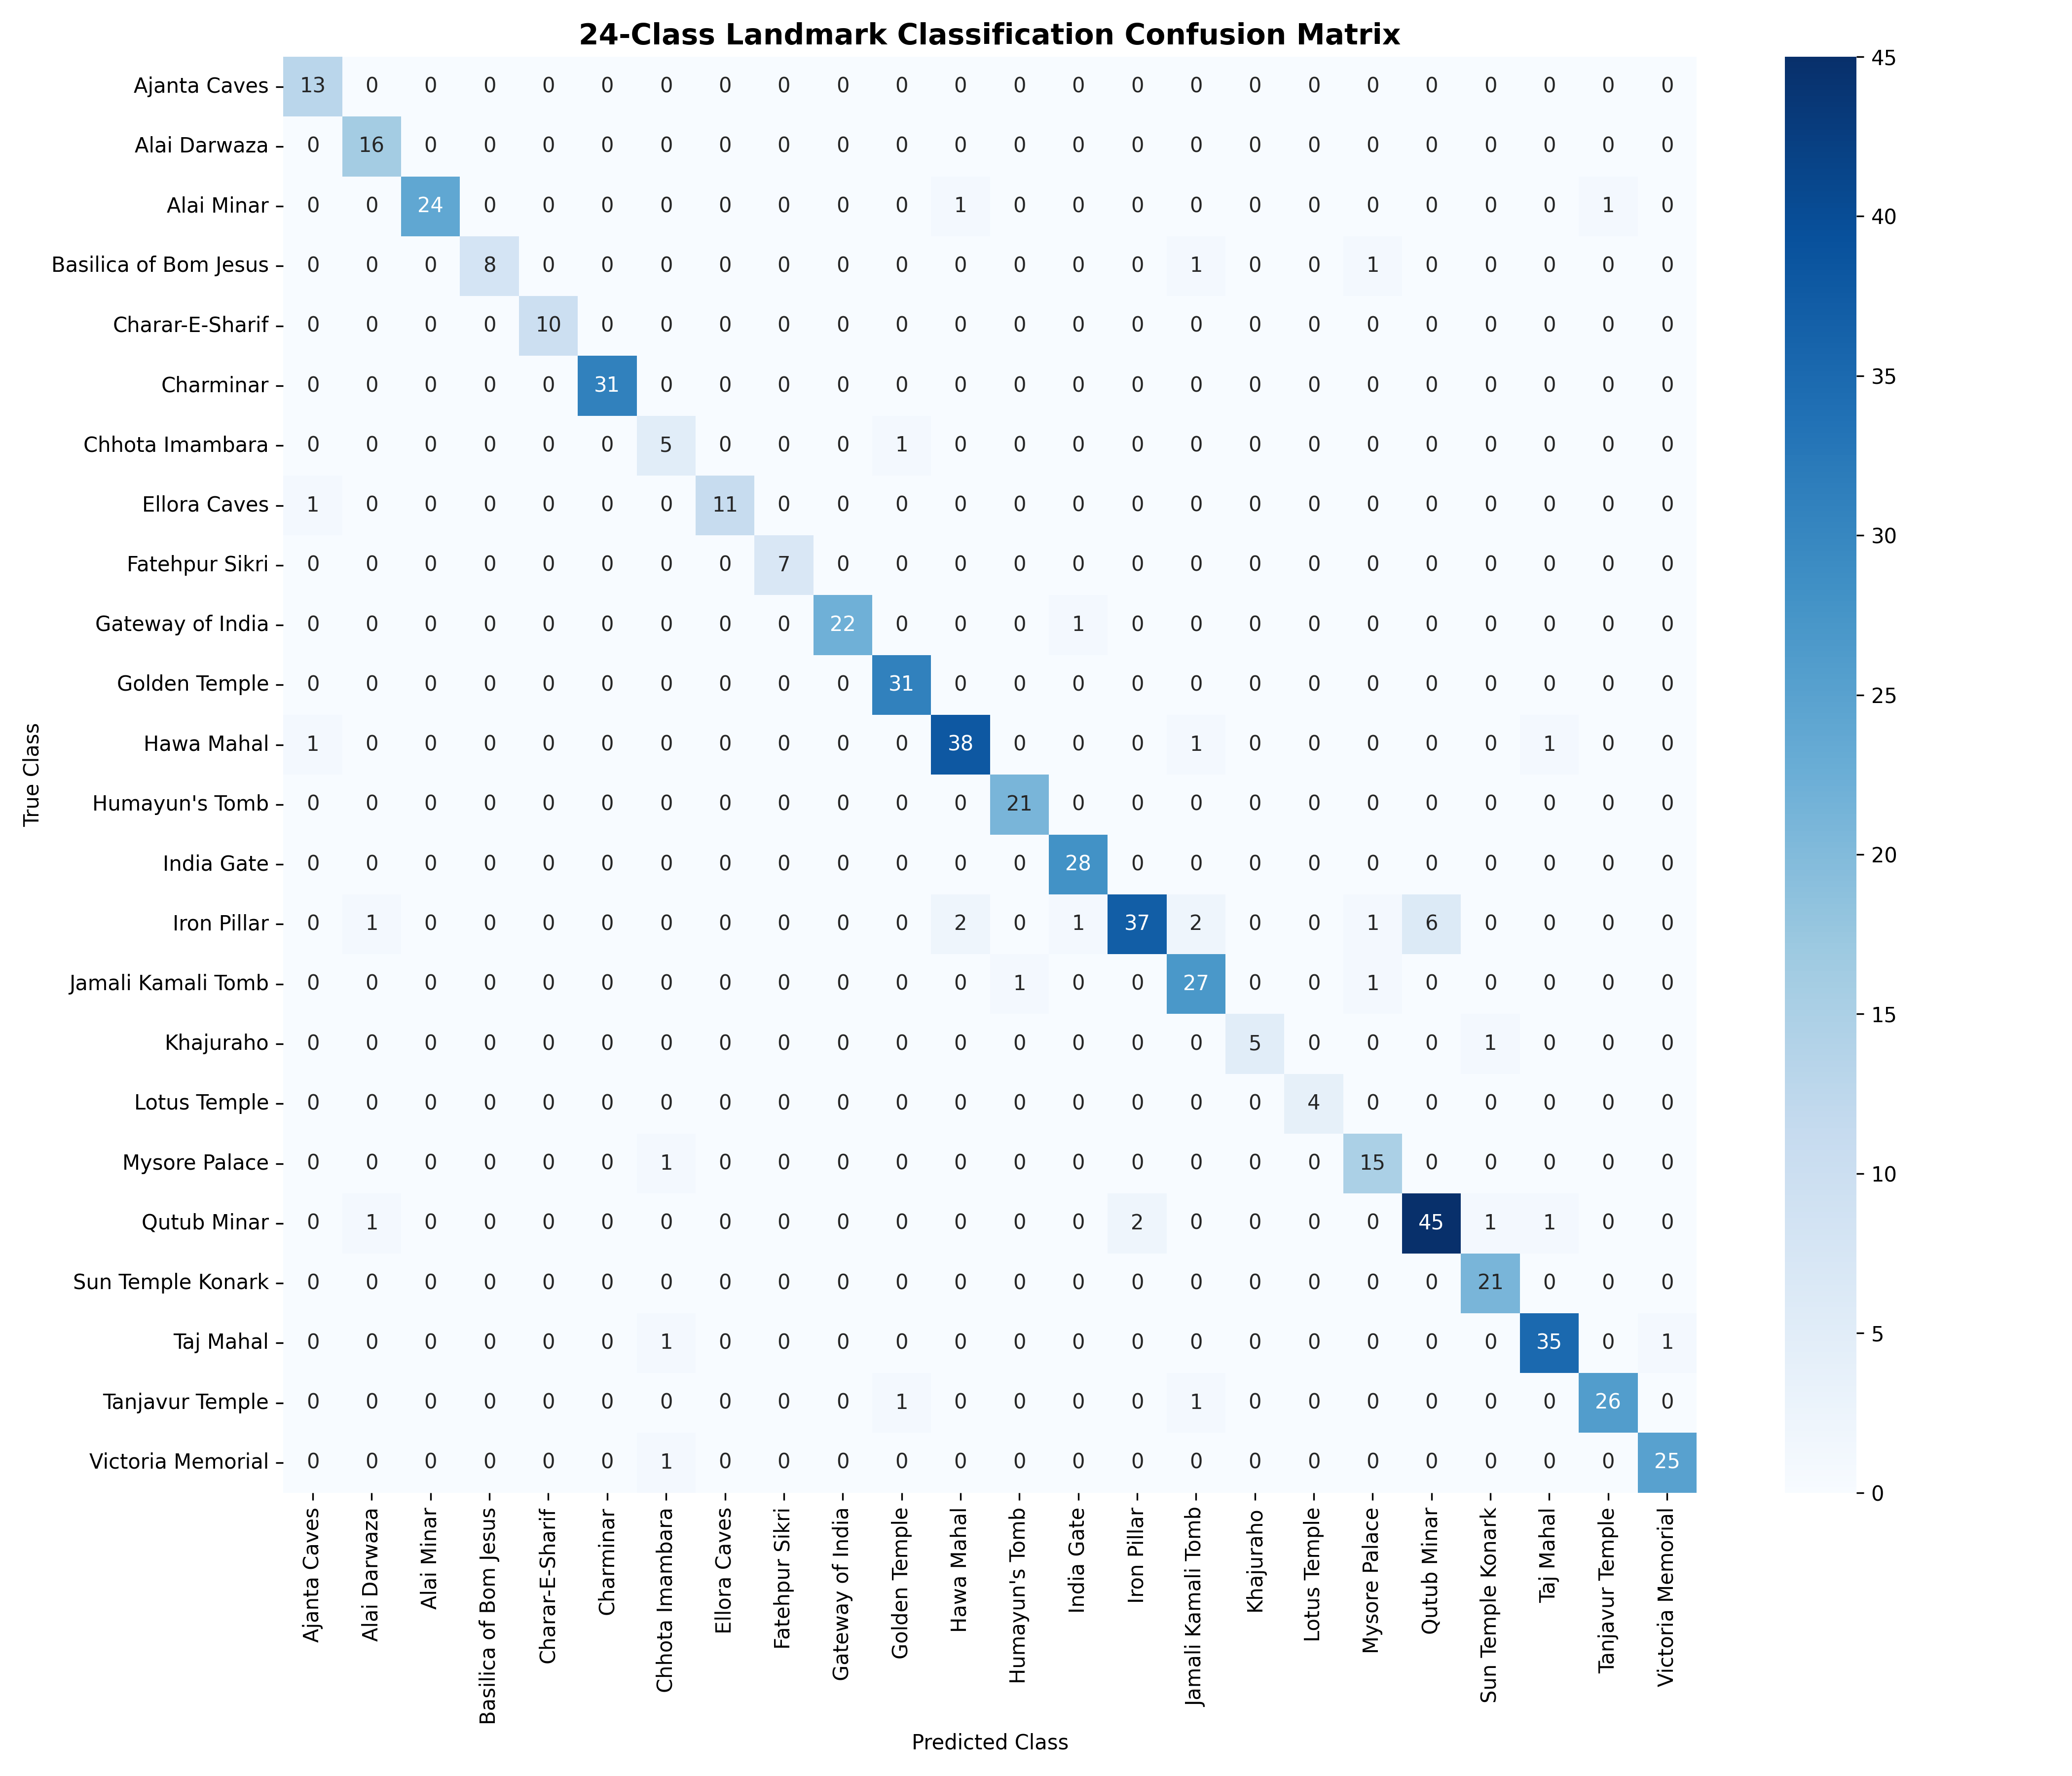 24-Class Landmark Classification Confusion Matrix
Ajanta Caves 13 0 0 0 0 0 0 0 0 0 0 0 0 0 0 0 0 0 0 0 0 0 0 0
Alai Darwaza 0 16 0 0 0 0 0 0 0 0 0 0 0 0 0 0 0 0 0 0 0 0 0 0
Alai Minar 0 0 24 0 0 0 0 0 0 0 0 1 0 0 0 0 0 0 0 0 0 0 1 0
Basilica of Bom Jesus 0 0 0 8 0 0 0 0 0 0 0 0 0 0 0 1 0 0 1 0 0 0 0 0
Charar-E-Sharif 0 0 0 0 10 0 0 0 0 0 0 0 0 0 0 0 0 0 0 0 0 0 0 0
Charminar 0 0 0 0 0 31 0 0 0 0 0 0 0 0 0 0 0 0 0 0 0 0 0 0
Chhota Imambara 0 0 0 0 0 0 5 0 0 0 1 0 0 0 0 0 0 0 0 0 0 0 0 0
Ellora Caves 1 0 0 0 0 0 0 11 0 0 0 0 0 0 0 0 0 0 0 0 0 0 0 0
Fatehpur Sikri 0 0 0 0 0 0 0 0 7 0 0 0 0 0 0 0 0 0 0 0 0 0 0 0
Gateway of India 0 0 0 0 0 0 0 0 0 22 0 0 0 1 0 0 0 0 0 0 0 0 0 0
Golden Temple 0 0 0 0 0 0 0 0 0 0 31 0 0 0 0 0 0 0 0 0 0 0 0 0
Hawa Mahal 1 0 0 0 0 0 0 0 0 0 0 38 0 0 0 1 0 0 0 0 0 1 0 0
Humayun's Tomb 0 0 0 0 0 0 0 0 0 0 0 0 21 0 0 0 0 0 0 0 0 0 0 0
India Gate 0 0 0 0 0 0 0 0 0 0 0 0 0 28 0 0 0 0 0 0 0 0 0 0
Iron Pillar 0 1 0 0 0 0 0 0 0 0 0 2 0 1 37 2 0 0 1 6 0 0 0 0
Jamali Kamali Tomb 0 0 0 0 0 0 0 0 0 0 0 0 1 0 0 27 0 0 1 0 0 0 0 0
Khajuraho 0 0 0 0 0 0 0 0 0 0 0 0 0 0 0 0 5 0 0 0 1 0 0 0
Lotus Temple 0 0 0 0 0 0 0 0 0 0 0 0 0 0 0 0 0 4 0 0 0 0 0 0
Mysore Palace 0 0 0 0 0 0 1 0 0 0 0 0 0 0 0 0 0 0 15 0 0 0 0 0
Qutub Minar 0 1 0 0 0 0 0 0 0 0 0 0 0 0 2 0 0 0 0 45 1 1 0 0
Sun Temple Konark 0 0 0 0 0 0 0 0 0 0 0 0 0 0 0 0 0 0 0 0 21 0 0 0
Taj Mahal 0 0 0 0 0 0 1 0 0 0 0 0 0 0 0 0 0 0 0 0 0 35 0 1
Tanjavur Temple 0 0 0 0 0 0 0 0 0 0 1 0 0 0 0 1 0 0 0 0 0 0 26 0
Victoria Memorial 0 0 0 0 0 0 1 0 0 0 0 0 0 0 0 0 0 0 0 0 0 0 0 25
True Class
Ajanta Caves
Alai Darwaza
Alai Minar
Basilica of Bom Jesus
Charar-E-Sharif
Charminar
Chhota Imambara
Ellora Caves
Fatehpur Sikri
Gateway of India
Golden Temple
Hawa Mahal
Humayun's Tomb
India Gate
Iron Pillar
Jamali Kamali Tomb
Khajuraho
Lotus Temple
Mysore Palace
Qutub Minar
Sun Temple Konark
Taj Mahal
Tanjavur Temple
Victoria Memorial
Predicted Class
45
40
35
30
25
20
15
10
5
0